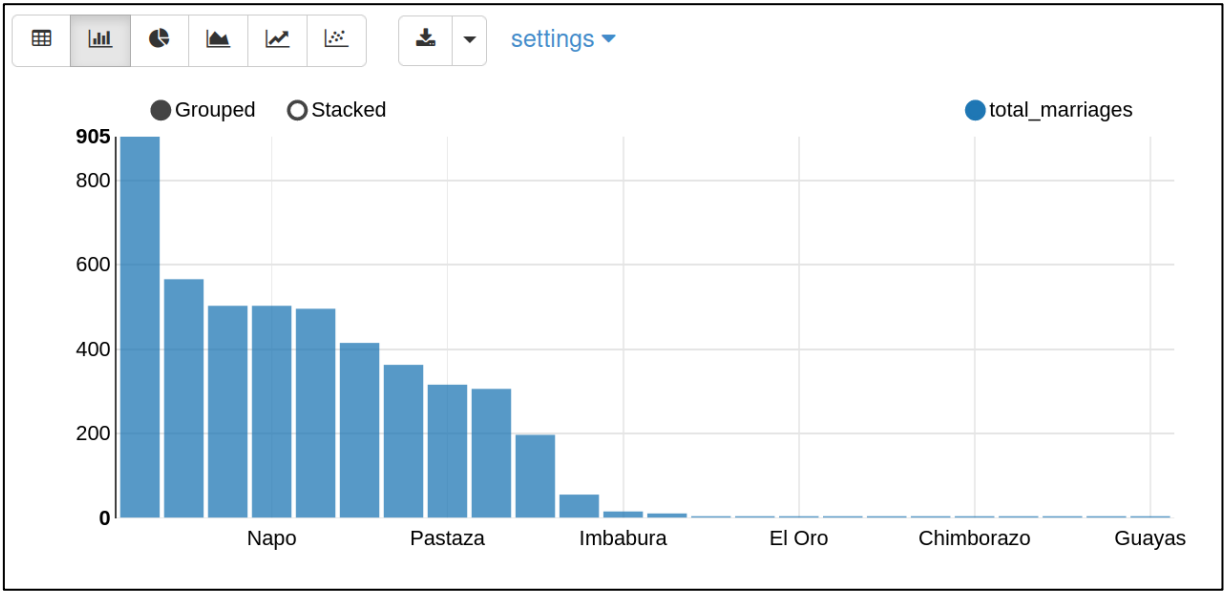 settings
Grouped Stacked total_marriages
905
800
600
400
200
0
Napo Pastaza Imbabura El Oro Chimborazo Guayas